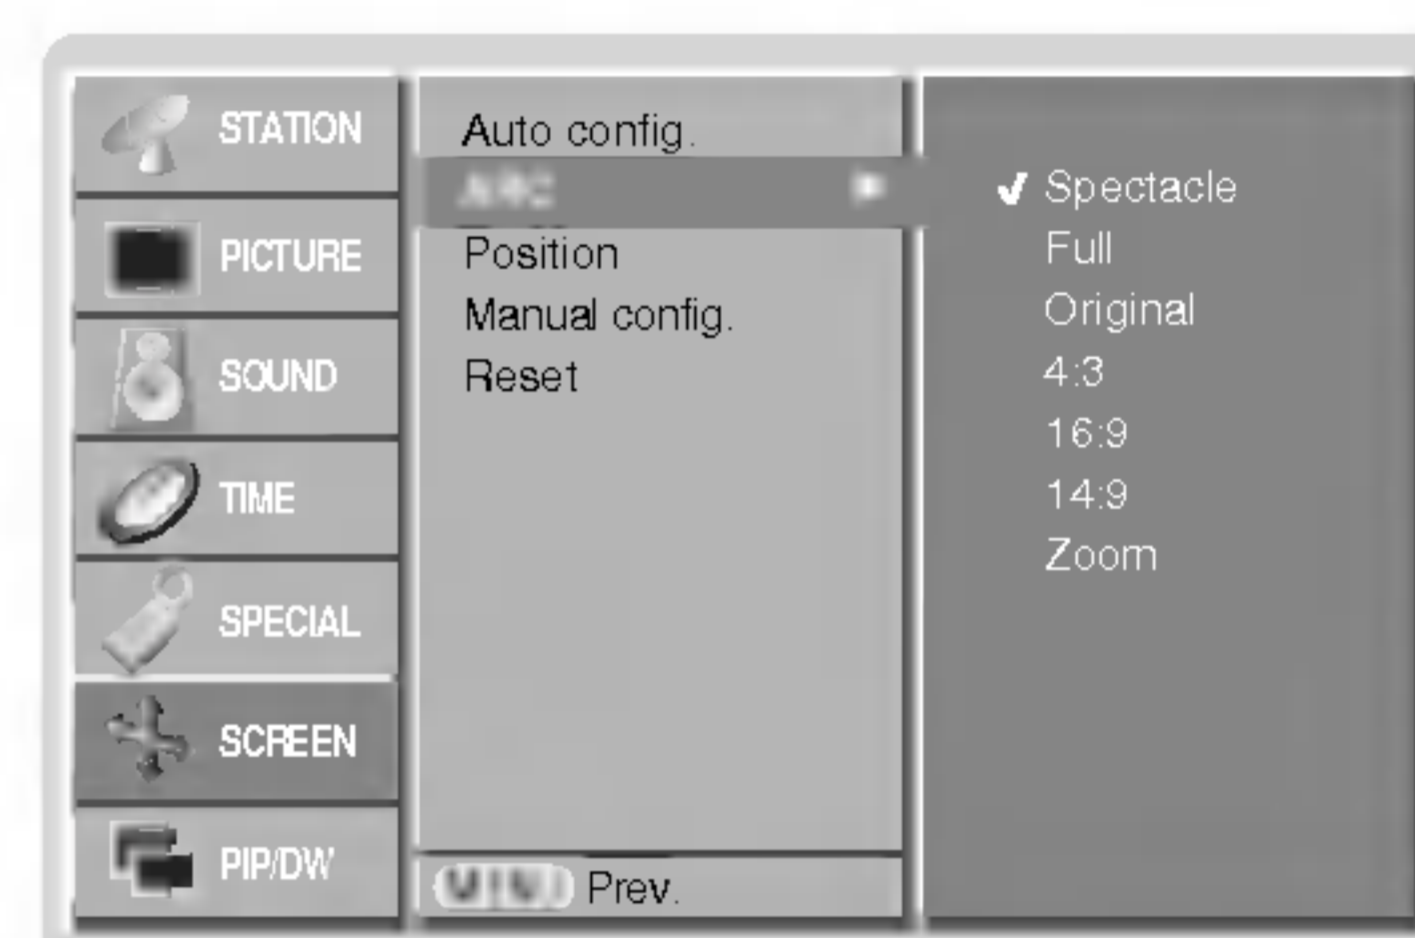 STATION
PICTURE
SOUND
TIME
SPECIAL
SCREEN
PIP/DW
Auto config.
ARC
Position
Manual config.
Reset
Prev.
✔ Spectacle
Full
Original
4:3
16:9
14:9
Zoom